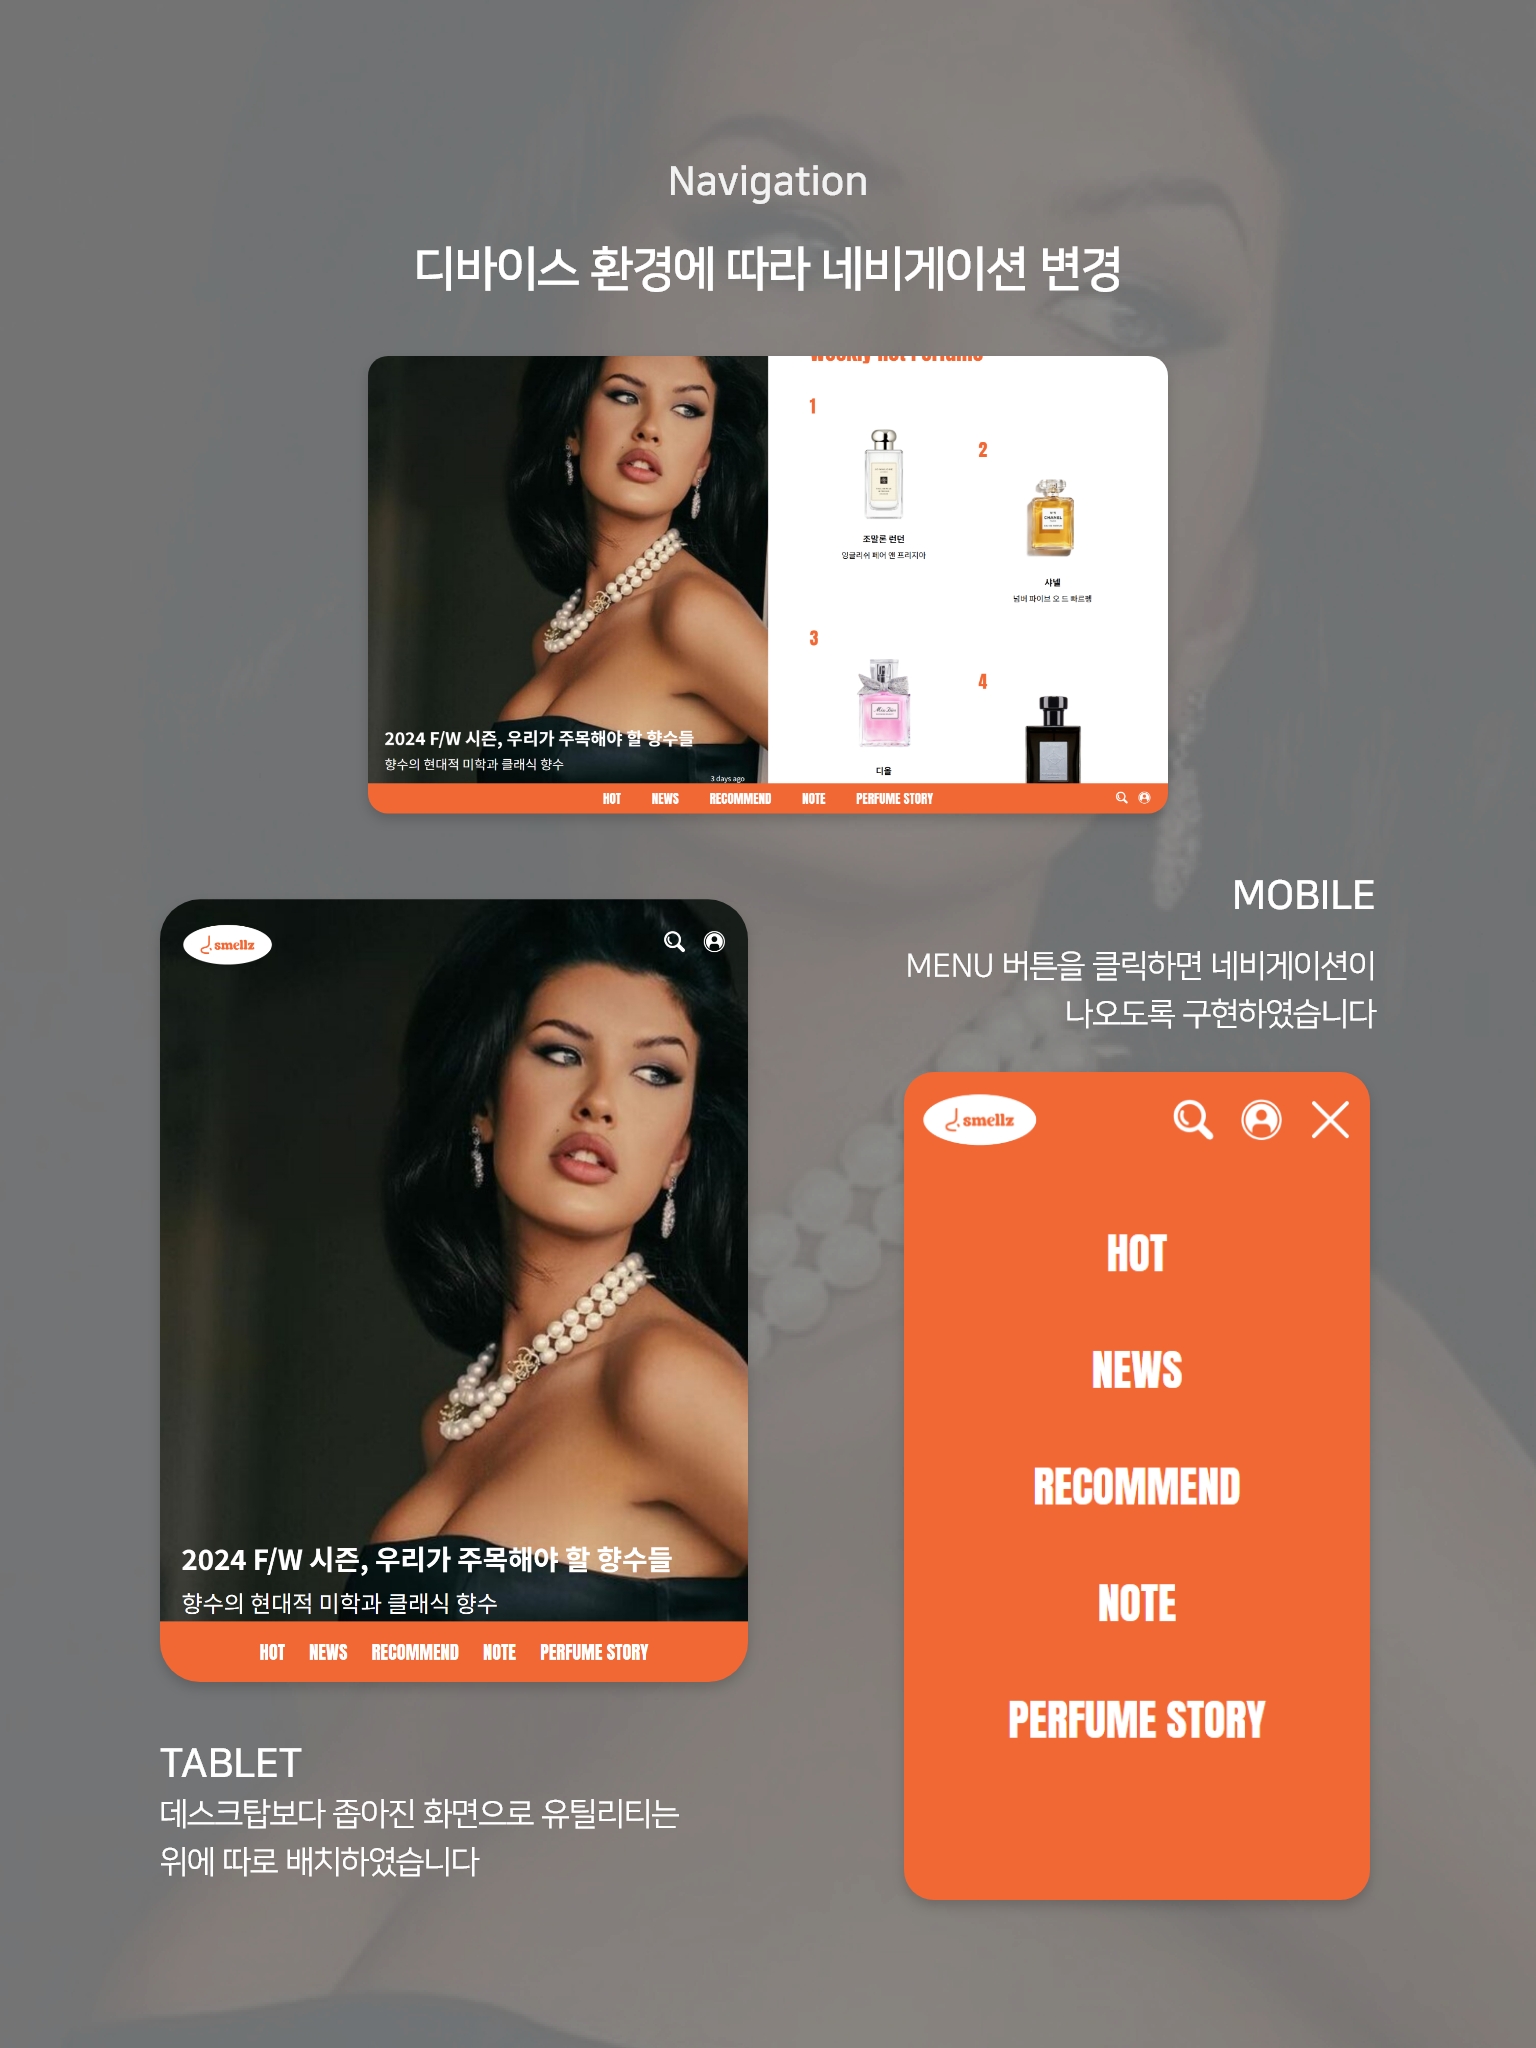 Navigation
디바이스 환경에 따라 네비게이션 변경
Weekly Hot Perfume
1
2
조말론 런던
잉글리쉬 페어 앤 프리지아
CHANEL
샤넬
넘버 파이브 오 드 빠르펭
3
4
Miss Dior
디올
2024 F/W 시즌, 우리가 주목해야 할 향수들
향수의 현대적 미학과 클래식 향수
3 days ago
HOT NEWS RECOMMEND NOTE PERFUME STORY
MOBILE
MENU 버튼을 클릭하면 네비게이션이
나오도록 구현하였습니다
smellz
2024 F/W 시즌, 우리가 주목해야 할 향수들
향수의 현대적 미학과 클래식 향수
HOT NEWS RECOMMEND NOTE PERFUME STORY
TABLET
데스크탑보다 좁아진 화면으로 유틸리티는
위에 따로 배치하였습니다
smellz
HOT
NEWS
RECOMMEND
NOTE
PERFUME STORY